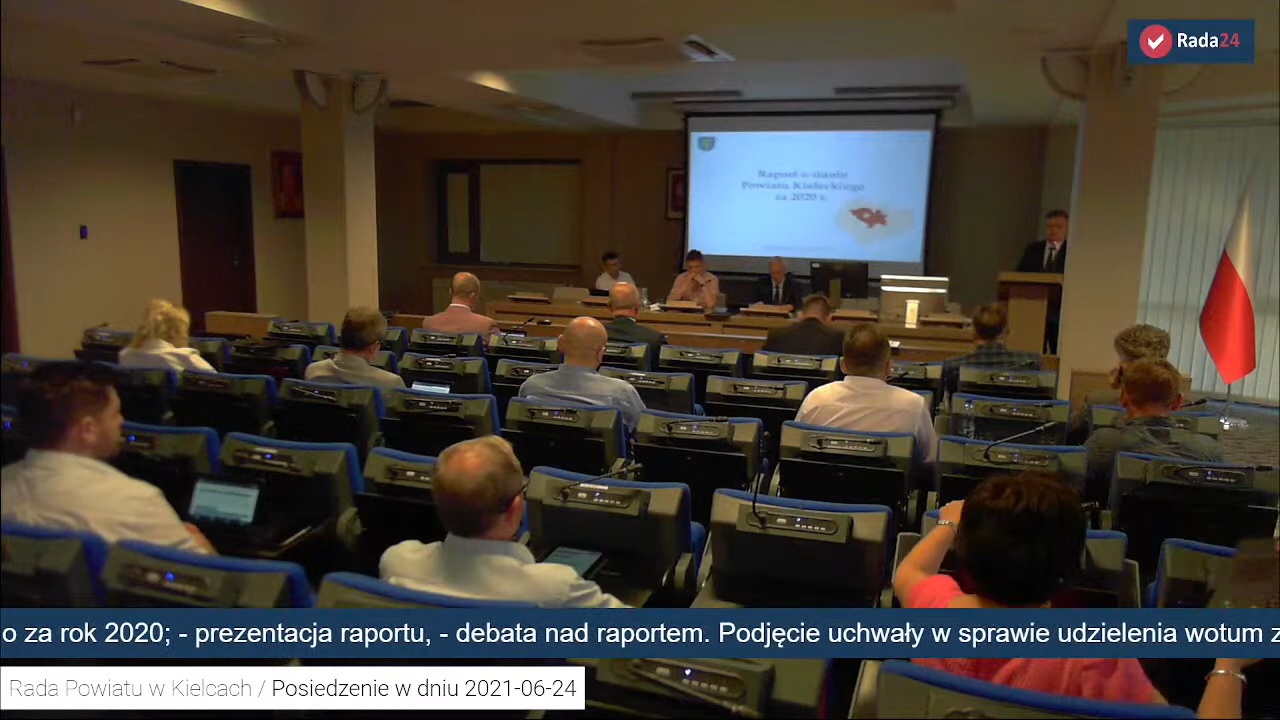 Rada24
Raport o stanie
Powiatu Kieleckiego
za 2020 r.
o za rok 2020; - prezentacja raportu, - debata nad raportem. Podjęcie uchwały w sprawie udzielenia wotum z
Rada Powiatu w Kielcach / Posiedzenie w dniu 2021-06-24